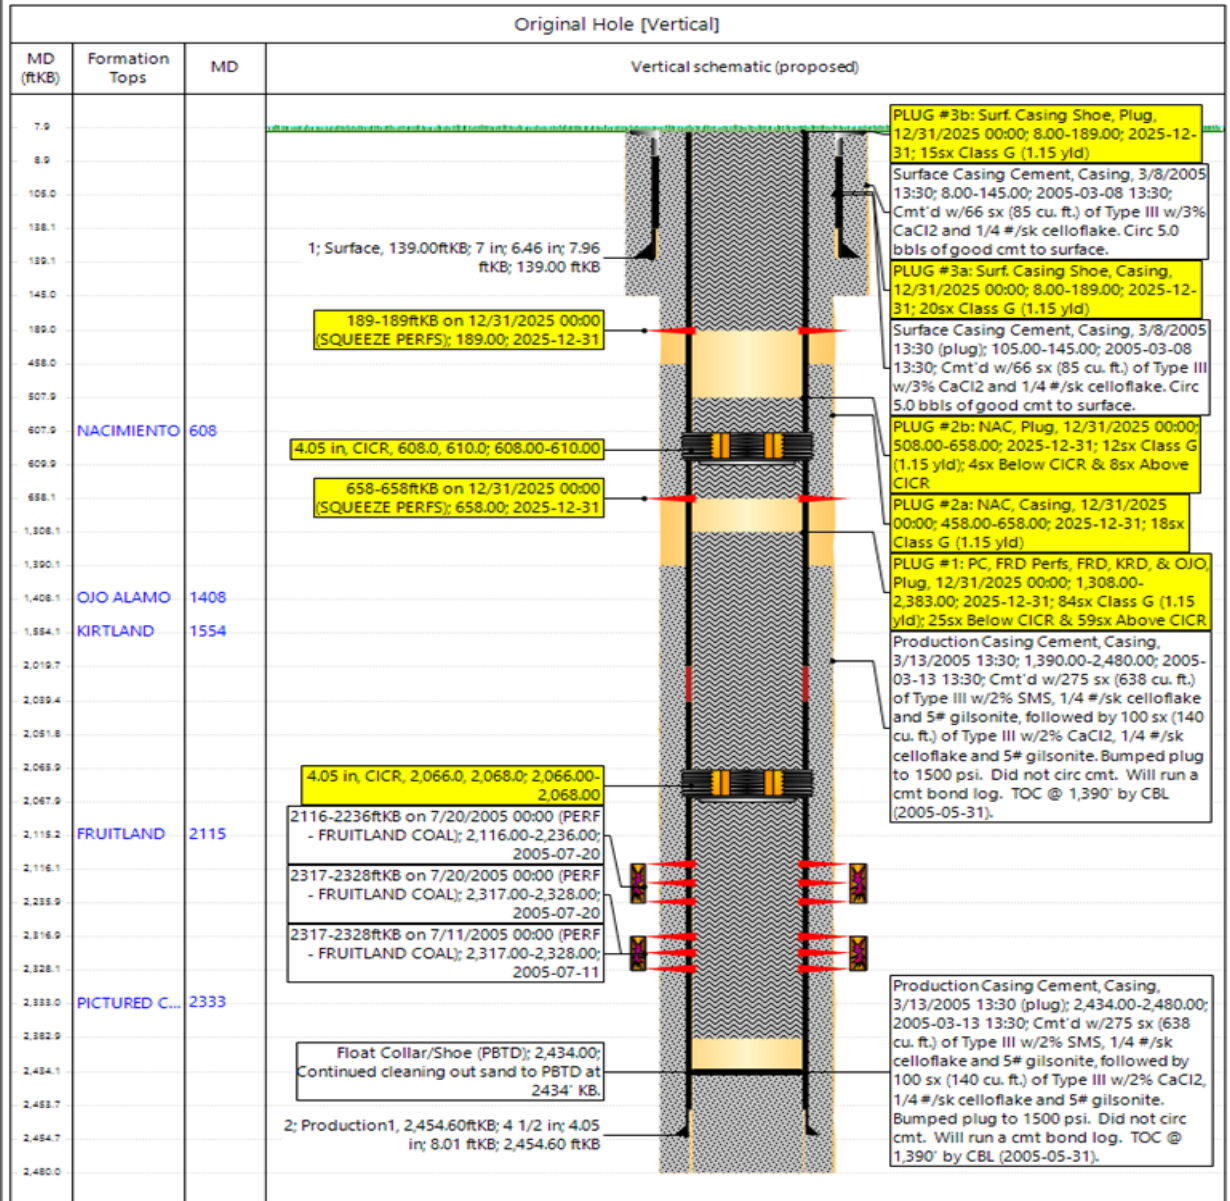 Original Hole [Vertical]
MD (ftKB)
Formation Tops
MD
Vertical schematic (proposed)
7.9
8.9
105.0
138.1
139.1
145.0
189.0
458.0
507.9
607.9
609.9
658.1
1,308.1
1,390.1
1,408.1
1,554.1
2,019.7
2,039.4
2,051.8
2,065.9
2,067.9
2,115.2
2,116.1
2,235.9
2,316.9
2,328.1
2,333.0
2,382.9
2,434.1
2,453.7
2,454.7
2,480.0
NACIMIENTO 608
OJO ALAMO 1408
KIRTLAND 1554
FRUITLAND 2115
PICTURED C... 2333
1; Surface, 139.00ftKB; 7 in; 6.46 in; 7.96
ftKB; 139.00 ftKB
189-189ftKB on 12/31/2025 00:00
(SQUEEZE PERFS); 189.00; 2025-12-31
4.05 in, CICR, 608.0, 610.0; 608.00-610.00
658-658ftKB on 12/31/2025 00:00
(SQUEEZE PERFS); 658.00; 2025-12-31
4.05 in, CICR, 2,066.0, 2,068.0; 2,066.00-
2,068.00
2116-2236ftKB on 7/20/2005 00:00 (PERF
- FRUITLAND COAL); 2,116.00-2,236.00;
2005-07-20
2317-2328ftKB on 7/20/2005 00:00 (PERF
- FRUITLAND COAL); 2,317.00-2,328.00;
2005-07-20
2317-2328ftKB on 7/11/2005 00:00 (PERF
- FRUITLAND COAL); 2,317.00-2,328.00;
2005-07-11
Float Collar/Shoe (PBTD); 2,434.00;
Continued cleaning out sand to PBTD at
2434' KB.
2; Production1, 2,454.60ftKB; 4 1/2 in; 4.05
in; 8.01 ftKB; 2,454.60 ftKB
PLUG #3b: Surf. Casing Shoe, Plug,
12/31/2025 00:00; 8.00-189.00; 2025-12-
31; 15sx Class G (1.15 yld)
Surface Casing Cement, Casing, 3/8/2005
13:30; 8.00-145.00; 2005-03-08 13:30;
Cmt'd w/66 sx (85 cu. ft.) of Type III w/3%
CaCl2 and 1/4 #/sk celloflake. Circ 5.0
bbls of good cmt to surface.
PLUG #3a: Surf. Casing Shoe, Casing,
12/31/2025 00:00; 8.00-189.00; 2025-12-
31; 20sx Class G (1.15 yld)
Surface Casing Cement, Casing, 3/8/2005
13:30 (plug); 105.00-145.00; 2005-03-08
13:30; Cmt'd w/66 sx (85 cu. ft.) of Type III
w/3% CaCl2 and 1/4 #/sk celloflake. Circ
5.0 bbls of good cmt to surface.
PLUG #2b: NAC, Plug, 12/31/2025 00:00;
508.00-658.00; 2025-12-31; 12sx Class G
(1.15 yld); 4sx Below CICR & 8sx Above
CICR
PLUG #2a: NAC, Casing, 12/31/2025
00:00; 458.00-658.00; 2025-12-31; 18sx
Class G (1.15 yld)
PLUG #1: PC, FRD Perfs, FRD, KRD, & OJO,
Plug, 12/31/2025 00:00; 1,308.00-
2,383.00; 2025-12-31; 84sx Class G (1.15
yld); 25sx Below CICR & 59sx Above CICR
Production Casing Cement, Casing,
3/13/2005 13:30; 1,390.00-2,480.00; 2005-
03-13 13:30; Cmt'd w/275 sx (638 cu. ft.)
of Type III w/2% SMS, 1/4 #/sk celloflake
and 5# gilsonite, followed by 100 sx (140
cu. ft.) of Type III w/2% CaCl2, 1/4 #/sk
celloflake and 5# gilsonite. Bumped plug
to 1500 psi. Did not circ cmt. Will run a
cmt bond log. TOC @ 1,390' by CBL
(2005-05-31).
Production Casing Cement, Casing,
3/13/2005 13:30 (plug); 2,434.00-2,480.00;
2005-03-13 13:30; Cmt'd w/275 sx (638
cu. ft.) of Type III w/2% SMS, 1/4 #/sk
celloflake and 5# gilsonite, followed by
100 sx (140 cu. ft.) of Type III w/2% CaCl2,
1/4 #/sk celloflake and 5# gilsonite.
Bumped plug to 1500 psi. Did not circ
cmt. Will run a cmt bond log. TOC @
1,390' by CBL (2005-05-31).